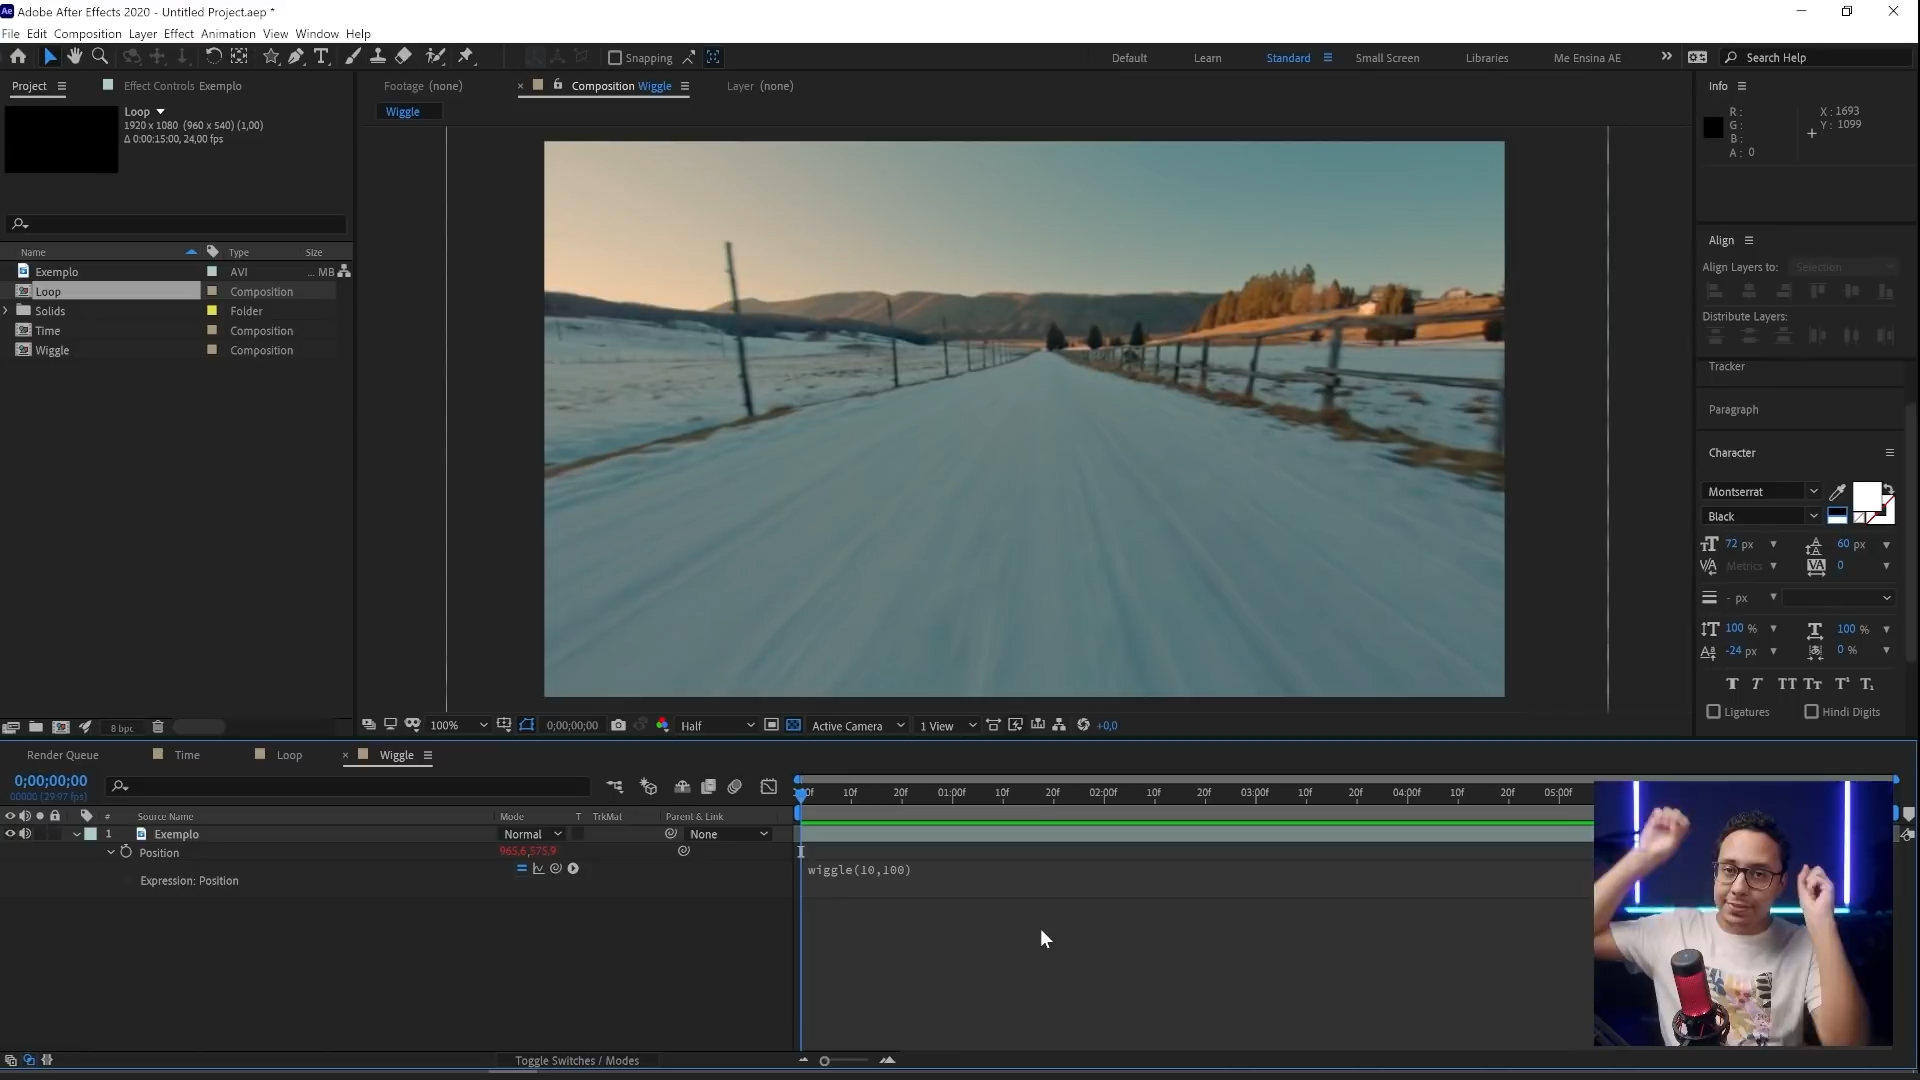 Adobe After Effects 2020 - Untitled Project.aep *
File Edit Composition Layer Effect Animation View Window Help
Snapping
Default Learn Standard Small Screen Libraries Me Ensina AE
Search Help
Project Effect Controls Exemplo
Footage (none) Composition Wiggle Layer (none)
Info
Loop
1920 x 1080 (960 x 540) (1,00)
Δ 0:00:15:00, 24,00 fps
Wiggle
R:
G:
B:
A: 0
X: 1693
Y: 1099
Align
Align Layers to: Selection
Distribute Layers:
Name Type Size
Exemplo AVI ... MB
Loop Composition
Solids Folder
Time Composition
Wiggle Composition
Tracker
Paragraph
Character
Montserrat
Black
72 px 60 px
Metrics 0
- px
100 % 100 %
-24 px 0 %
T T TT Tт T¹ T₁
Ligatures Hindi Digits
8 bpc
100% 0;00;00;00 Half Active Camera 1 View +0,0
Render Queue Time Loop Wiggle
0;00;00;00
00000 (29.97 fps)
10f 20f 01:00f 10f 20f 02:00f 10f 20f 03:00f 10f 20f 04:00f 10f 20f 05:00f
# Source Name Mode T TrkMat Parent & Link
1 Exemplo Normal None
Position 965,6,575,9
wiggle(10,100)
Expression: Position
Toggle Switches / Modes